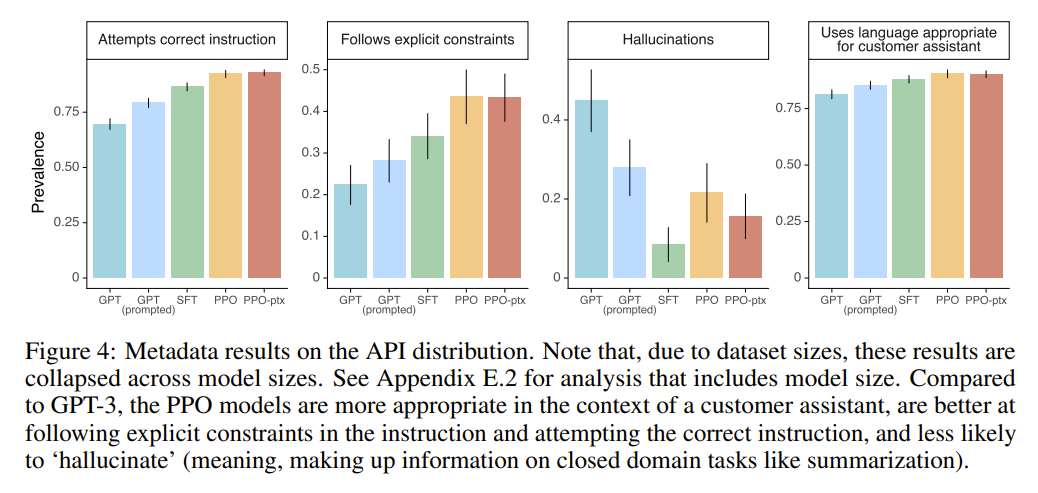 Attempts correct instruction
Follows explicit constraints
Hallucinations
Uses language appropriate
for customer assistant
Prevalence
0.75
0.50
0.25
0
GPT
GPT
(prompted)
SFT
PPO
PPO-ptx
0.5
0.4
0.3
0.2
0.1
0
GPT
GPT
(prompted)
SFT
PPO
PPO-ptx
0.4
0.2
0
GPT
GPT
(prompted)
SFT
PPO
PPO-ptx
0.75
0.50
0.25
0
GPT
GPT
(prompted)
SFT
PPO
PPO-ptx
Figure 4: Metadata results on the API distribution. Note that, due to dataset sizes, these results are
collapsed across model sizes. See Appendix E.2 for analysis that includes model size. Compared
to GPT-3, the PPO models are more appropriate in the context of a customer assistant, are better at
following explicit constraints in the instruction and attempting the correct instruction, and less likely
to ‘hallucinate’ (meaning, making up information on closed domain tasks like summarization).